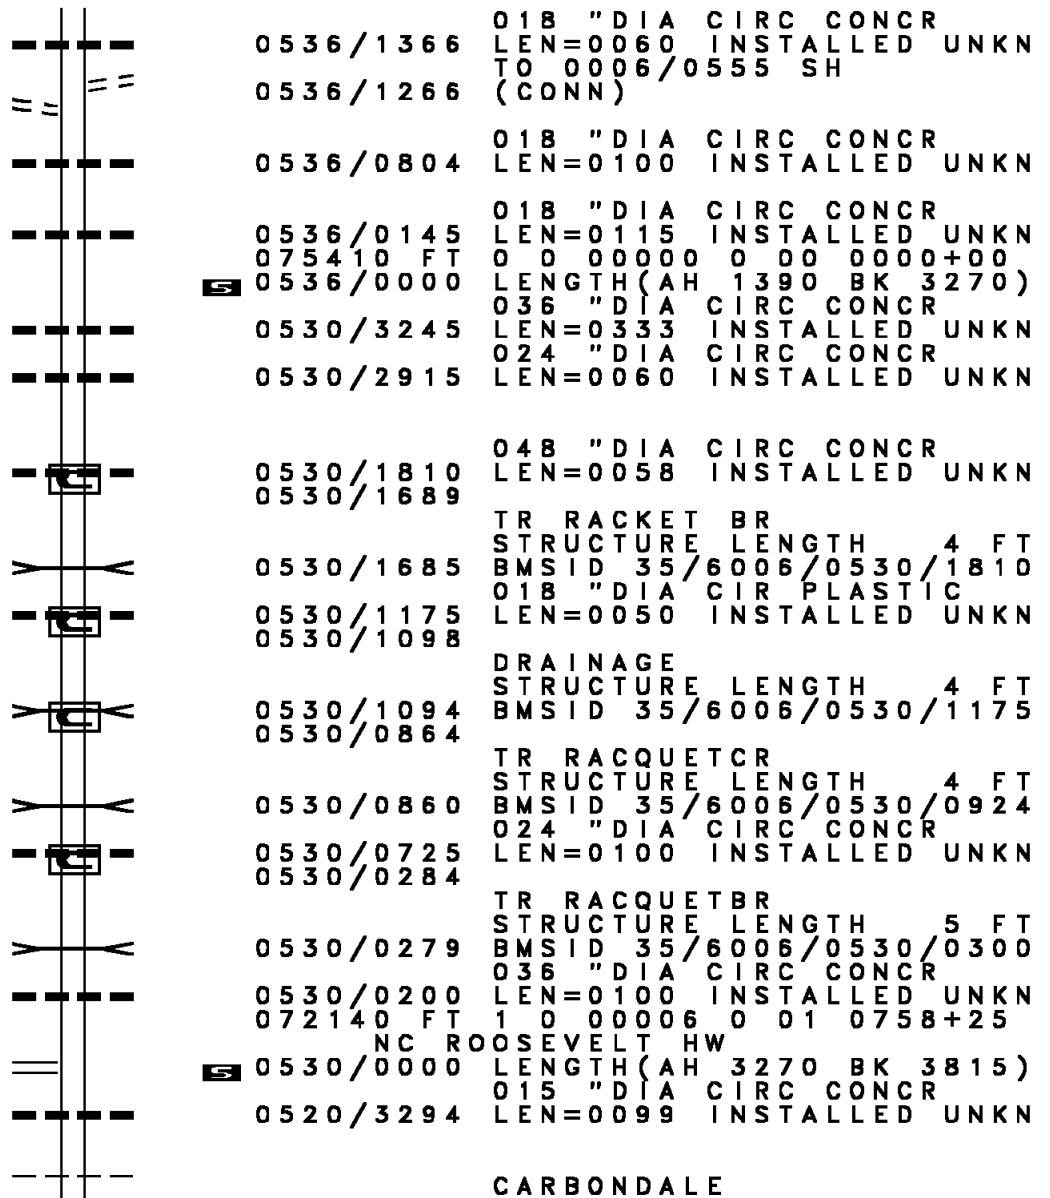 018 "DIA CIRC CONCR
0536/1366 LEN=0060 INSTALLED UNKN
TO 0006/0555 SH
0536/1266 (CONN)
018 "DIA CIRC CONCR
0536/0804 LEN=0100 INSTALLED UNKN
018 "DIA CIRC CONCR
0536/0145 LEN=0115 INSTALLED UNKN
075410 FT 0 0 00000 0 00 0000+00
S 0536/0000 LENGTH(AH 1390 BK 3270)
036 "DIA CIRC CONCR
0530/3245 LEN=0333 INSTALLED UNKN
024 "DIA CIRC CONCR
0530/2915 LEN=0060 INSTALLED UNKN
048 "DIA CIRC CONCR
0530/1810 LEN=0058 INSTALLED UNKN
0530/1689
TR RACKET BR
STRUCTURE LENGTH 4 FT
0530/1685 BMSID 35/6006/0530/1810
018 "DIA CIR PLASTIC
0530/1175 LEN=0050 INSTALLED UNKN
0530/1098
DRAINAGE
STRUCTURE LENGTH 4 FT
0530/1094 BMSID 35/6006/0530/1175
0530/0864
TR RACQUETCR
STRUCTURE LENGTH 4 FT
0530/0860 BMSID 35/6006/0530/0924
024 "DIA CIRC CONCR
0530/0725 LEN=0100 INSTALLED UNKN
0530/0284
TR RACQUETBR
STRUCTURE LENGTH 5 FT
0530/0279 BMSID 35/6006/0530/0300
036 "DIA CIRC CONCR
0530/0200 LEN=0100 INSTALLED UNKN
072140 FT 1 0 00006 0 01 0758+25
NC ROOSEVELT HW
S 0530/0000 LENGTH(AH 3270 BK 3815)
015 "DIA CIRC CONCR
0520/3294 LEN=0099 INSTALLED UNKN
CARBONDALE